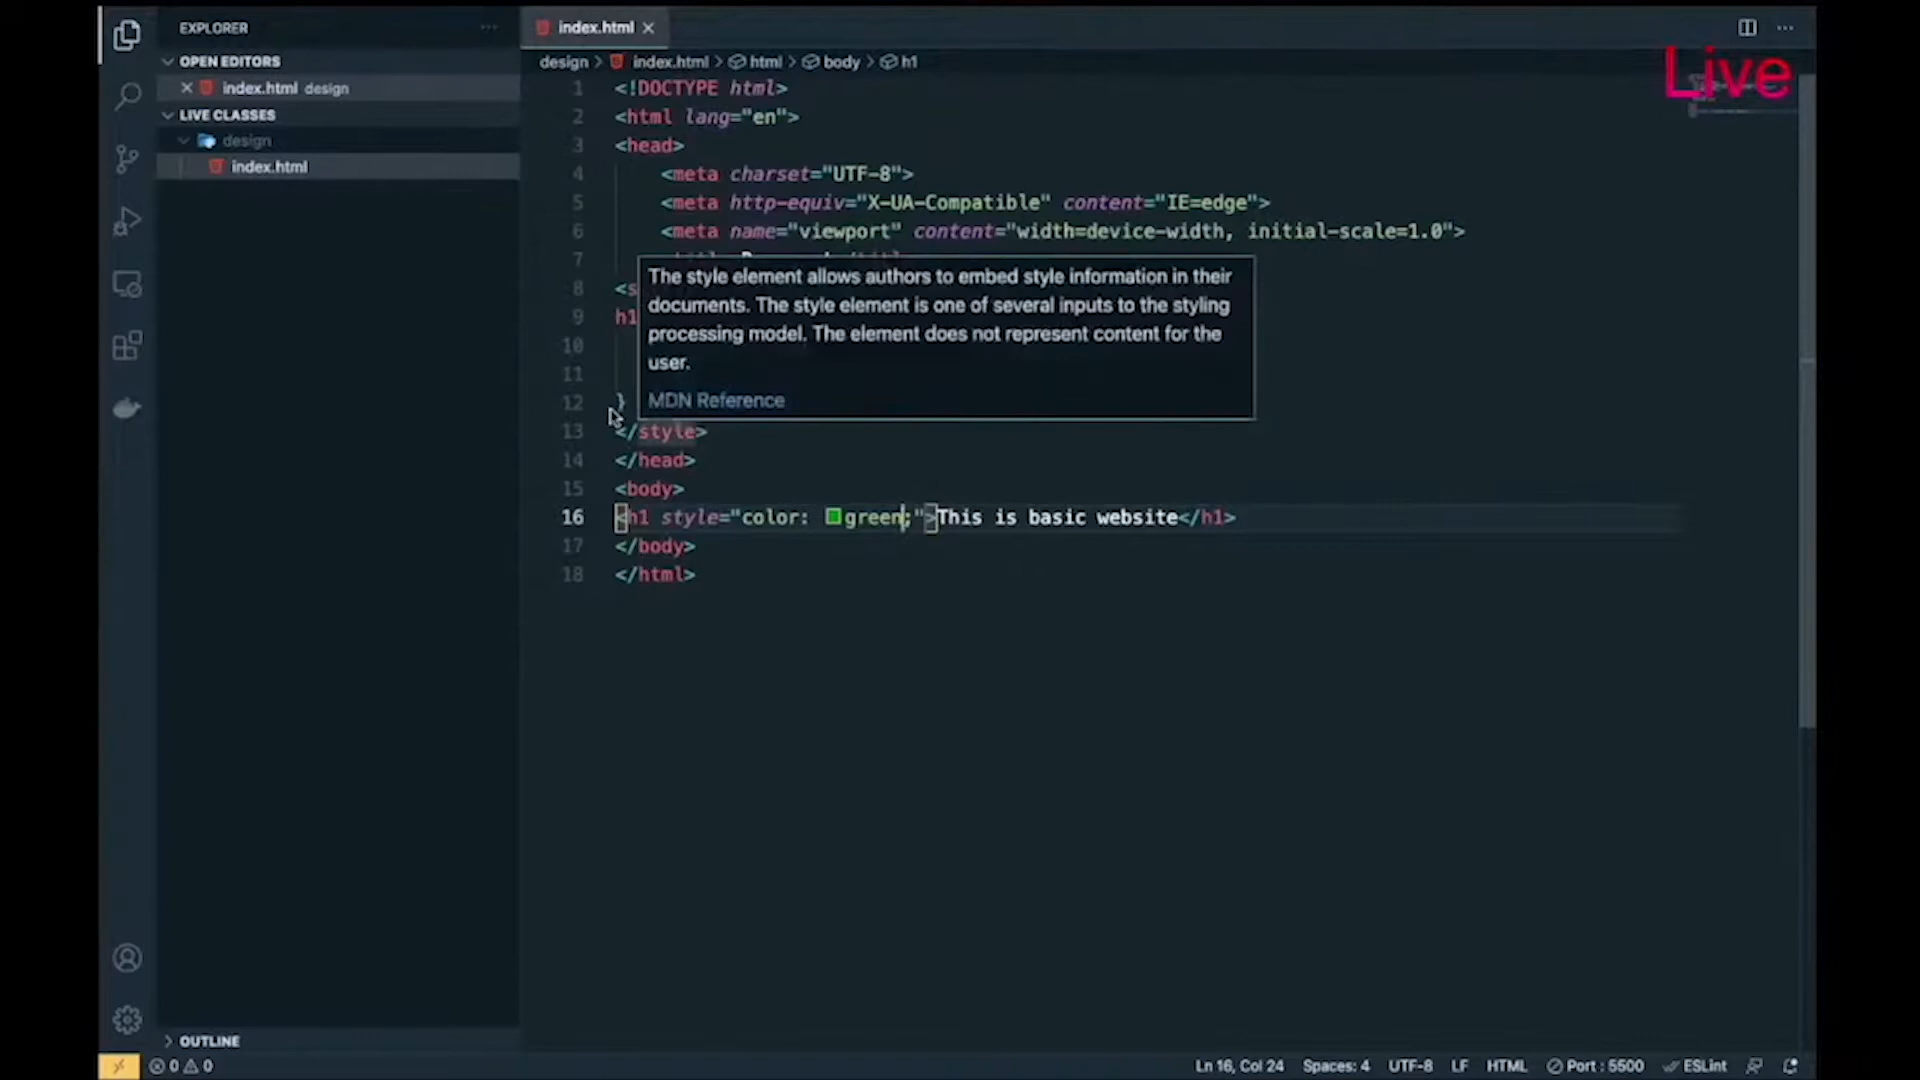 EXPLORER
OPEN EDITORS
index.html design
LIVE CLASSES
design
index.html
OUTLINE
index.html
design > index.html > html > body > h1
Live
1 <!DOCTYPE html>
2 <html lang="en">
3 <head>
4 <meta charset="UTF-8">
5 <meta http-equiv="X-UA-Compatible" content="IE=edge">
6 <meta name="viewport" content="width=device-width, initial-scale=1.0">
7
8 <s
9 h1
10
11
12 }
13 </style>
14 </head>
15 <body>
16 <h1 style="color: green;">This is basic website</h1>
17 </body>
18 </html>
The style element allows authors to embed style information in their
documents. The style element is one of several inputs to the styling
processing model. The element does not represent content for the
user.
MDN Reference
0 0
Ln 16, Col 24 Spaces: 4 UTF-8 LF HTML Port : 5500 ESLint